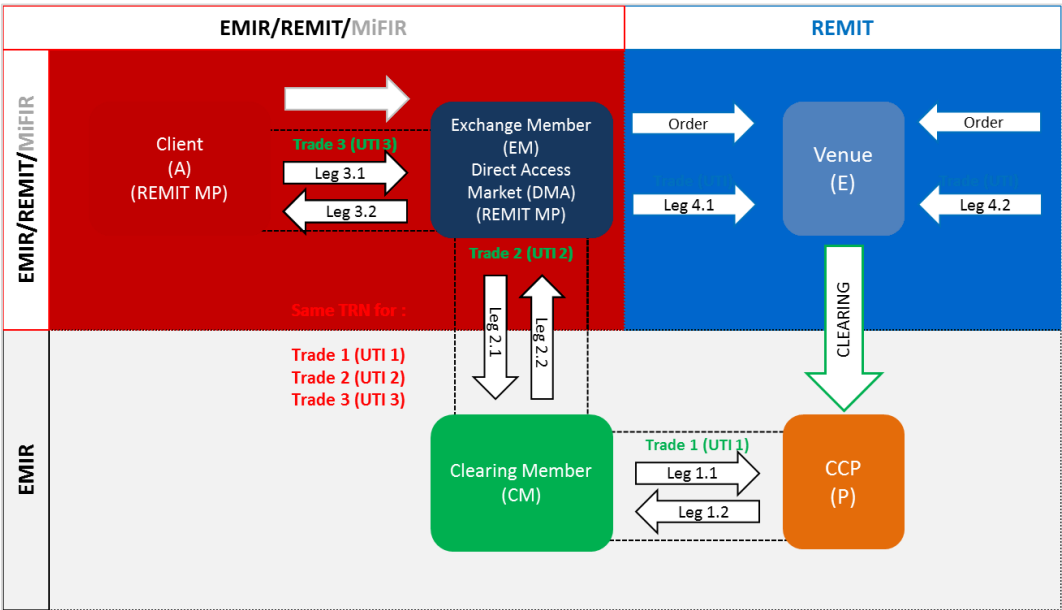 EMIR/REMIT/MiFIR
REMIT
EMIR/REMIT/MiFIR
Client
(A)
(REMIT MP)
Trade 3 (UTI 3)
Leg 3.1
Leg 3.2
Exchange Member
(EM)
Direct Access
Market (DMA)
(REMIT MP)
Order
Leg 4.1
Venue
(E)
Order
Leg 4.2
Trade 2 (UTI 2)
Leg 2.1
Leg 2.2
CLEARING
Same TRN for :
Trade 1 (UTI 1)
Trade 2 (UTI 2)
Trade 3 (UTI 3)
EMIR
Clearing Member
(CM)
Trade 1 (UTI 1)
Leg 1.1
Leg 1.2
CCP
(P)